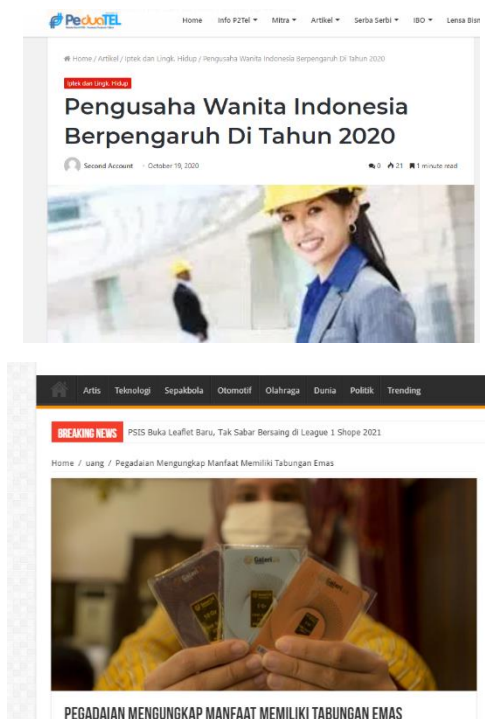 PeduaTEL
Home Info P2Tel Mitra Artikel Serba Serbi IBO Lensa Bisn
Home / Artikel / Iptek dan Lingk. Hidup / Pengusaha Wanita Indonesia Berpengaruh Di Tahun 2020
Iptek dan Lingk. Hidup
Pengusaha Wanita Indonesia
Berpengaruh Di Tahun 2020
Second Account · October 19, 2020 0 21 1 minute read
Artis Teknologi Sepakbola Otomotif Olahraga Dunia Politik Trending
BREAKING NEWS PSIS Buka Leaflet Baru, Tak Sabar Bersaing di League 1 Shope 2021
Home / uang / Pegadaian Mengungkap Manfaat Memiliki Tabungan Emas
PEGADAIAN MENGUNGKAP MANFAAT MEMILIKI TABUNGAN EMAS